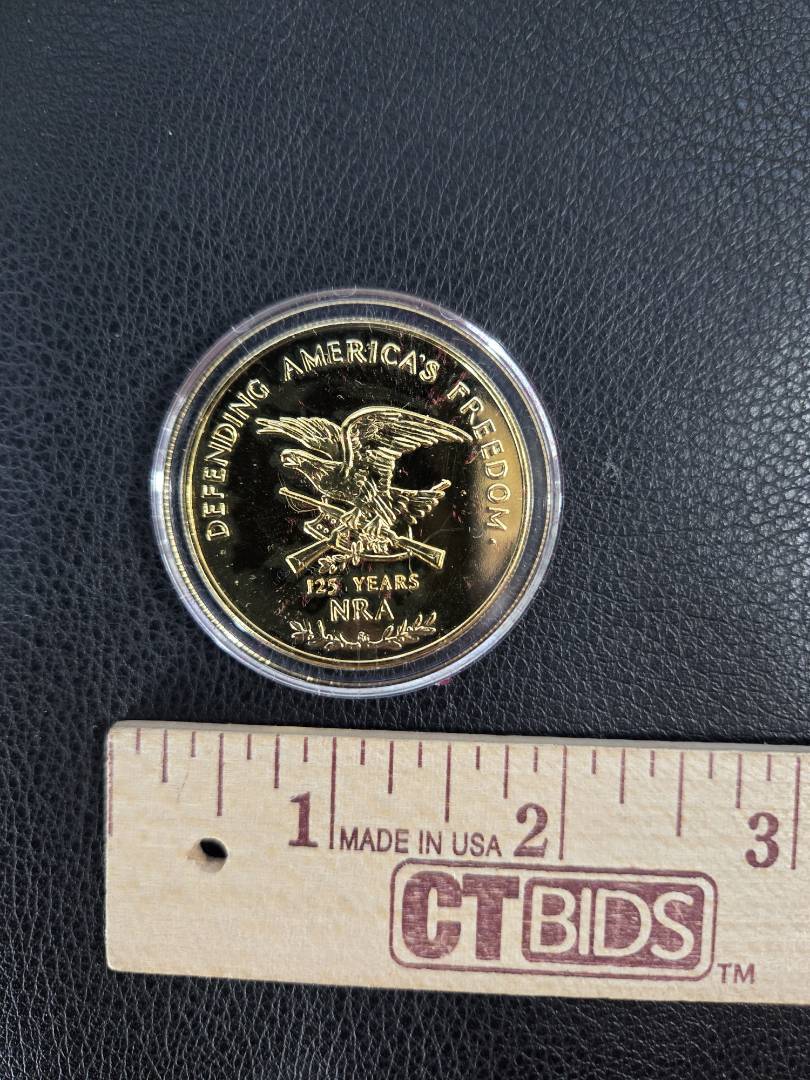 · DEFENDING AMERICA'S FREEDOM ·
125 YEARS
NRA
1 2 3
MADE IN USA
CTBIDS ™